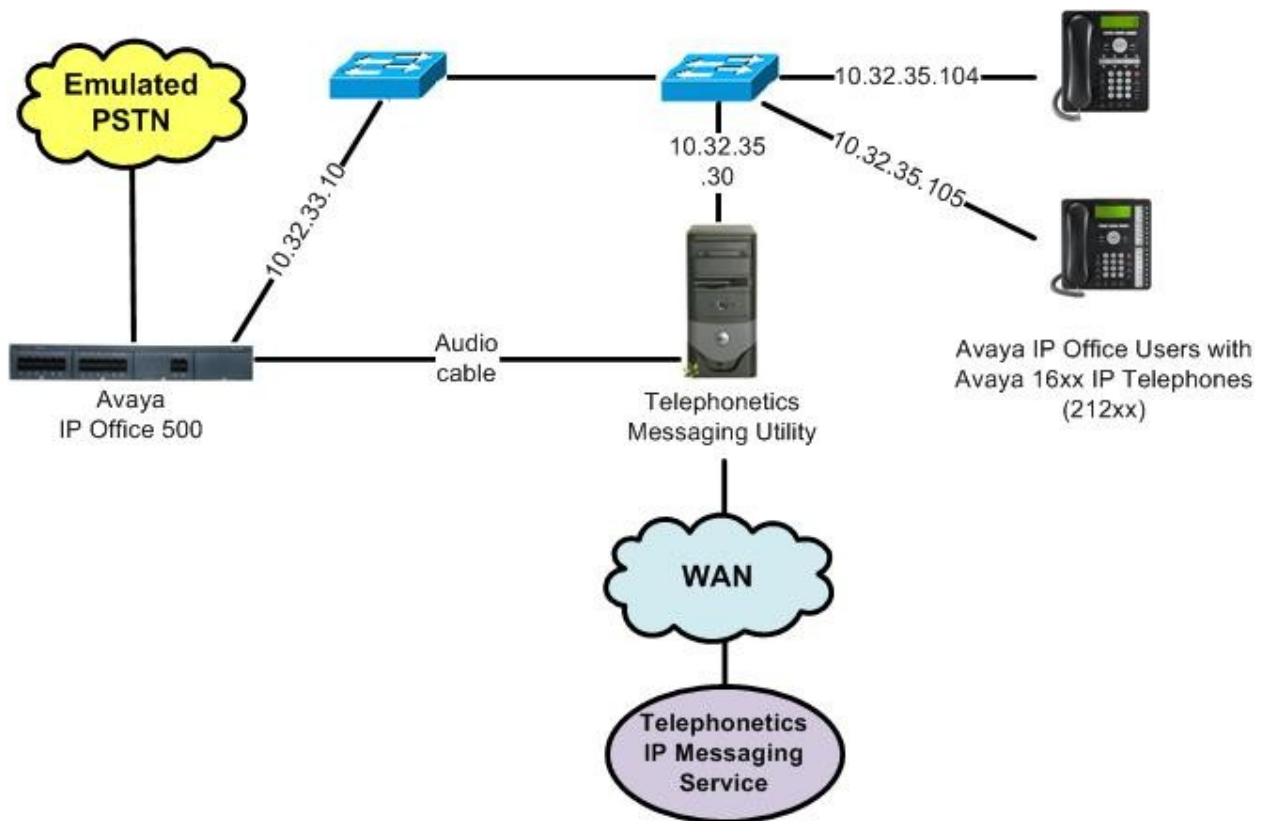 Emulated
PSTN
10.32.33.10
10.32.35
.30
10.32.35.104
10.32.35.105
Audio
cable
Avaya
IP Office 500
Telephonetics
Messaging Utility
Avaya IP Office Users with
Avaya 16xx IP Telephones
(212xx)
WAN
Telephonetics
IP Messaging
Service